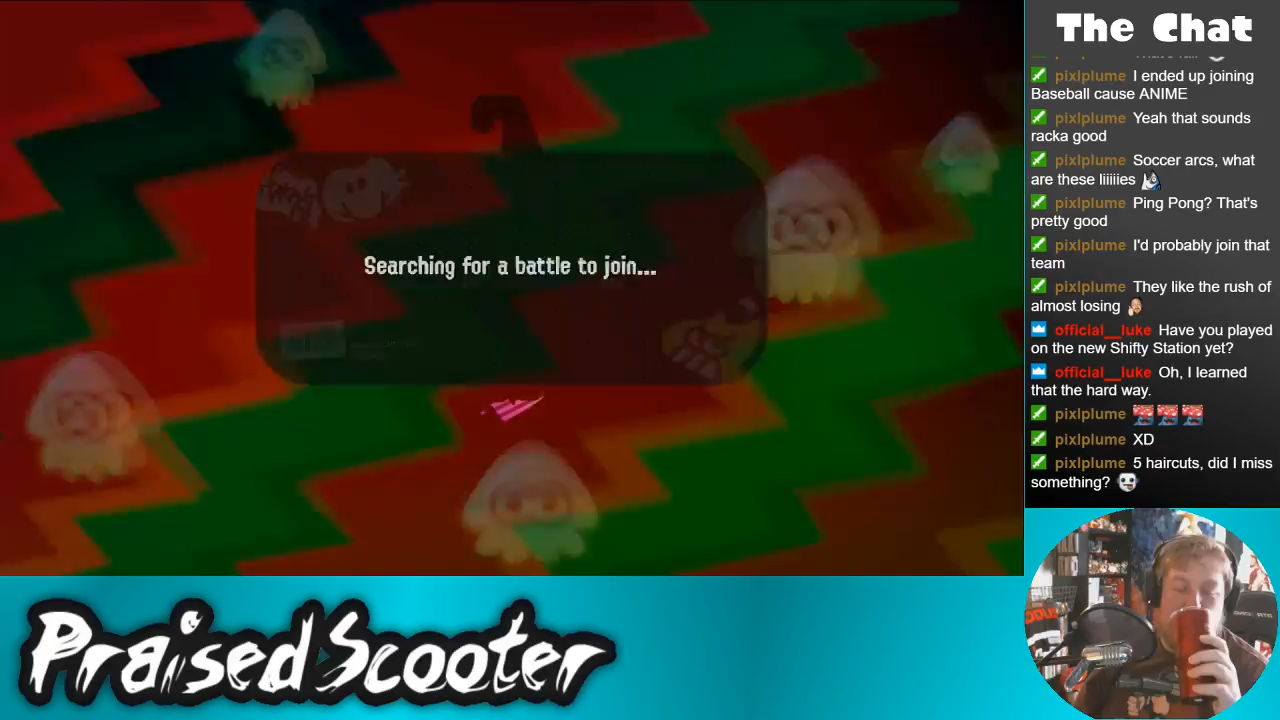 The Chat
pixlplume I ended up joining
Baseball cause ANIME
pixlplume Yeah that sounds
racka good
pixlplume Soccer arcs, what
are these liiiiies
pixlplume Ping Pong? That's
pretty good
pixlplume I'd probably join that
team
pixlplume They like the rush of
almost losing
official__luke Have you played
on the new Shifty Station yet?
official__luke Oh, I learned
that the hard way.
pixlplume
pixlplume XD
pixlplume 5 haircuts, did I miss
something?
Searching for a battle to join...
Praised Scooter